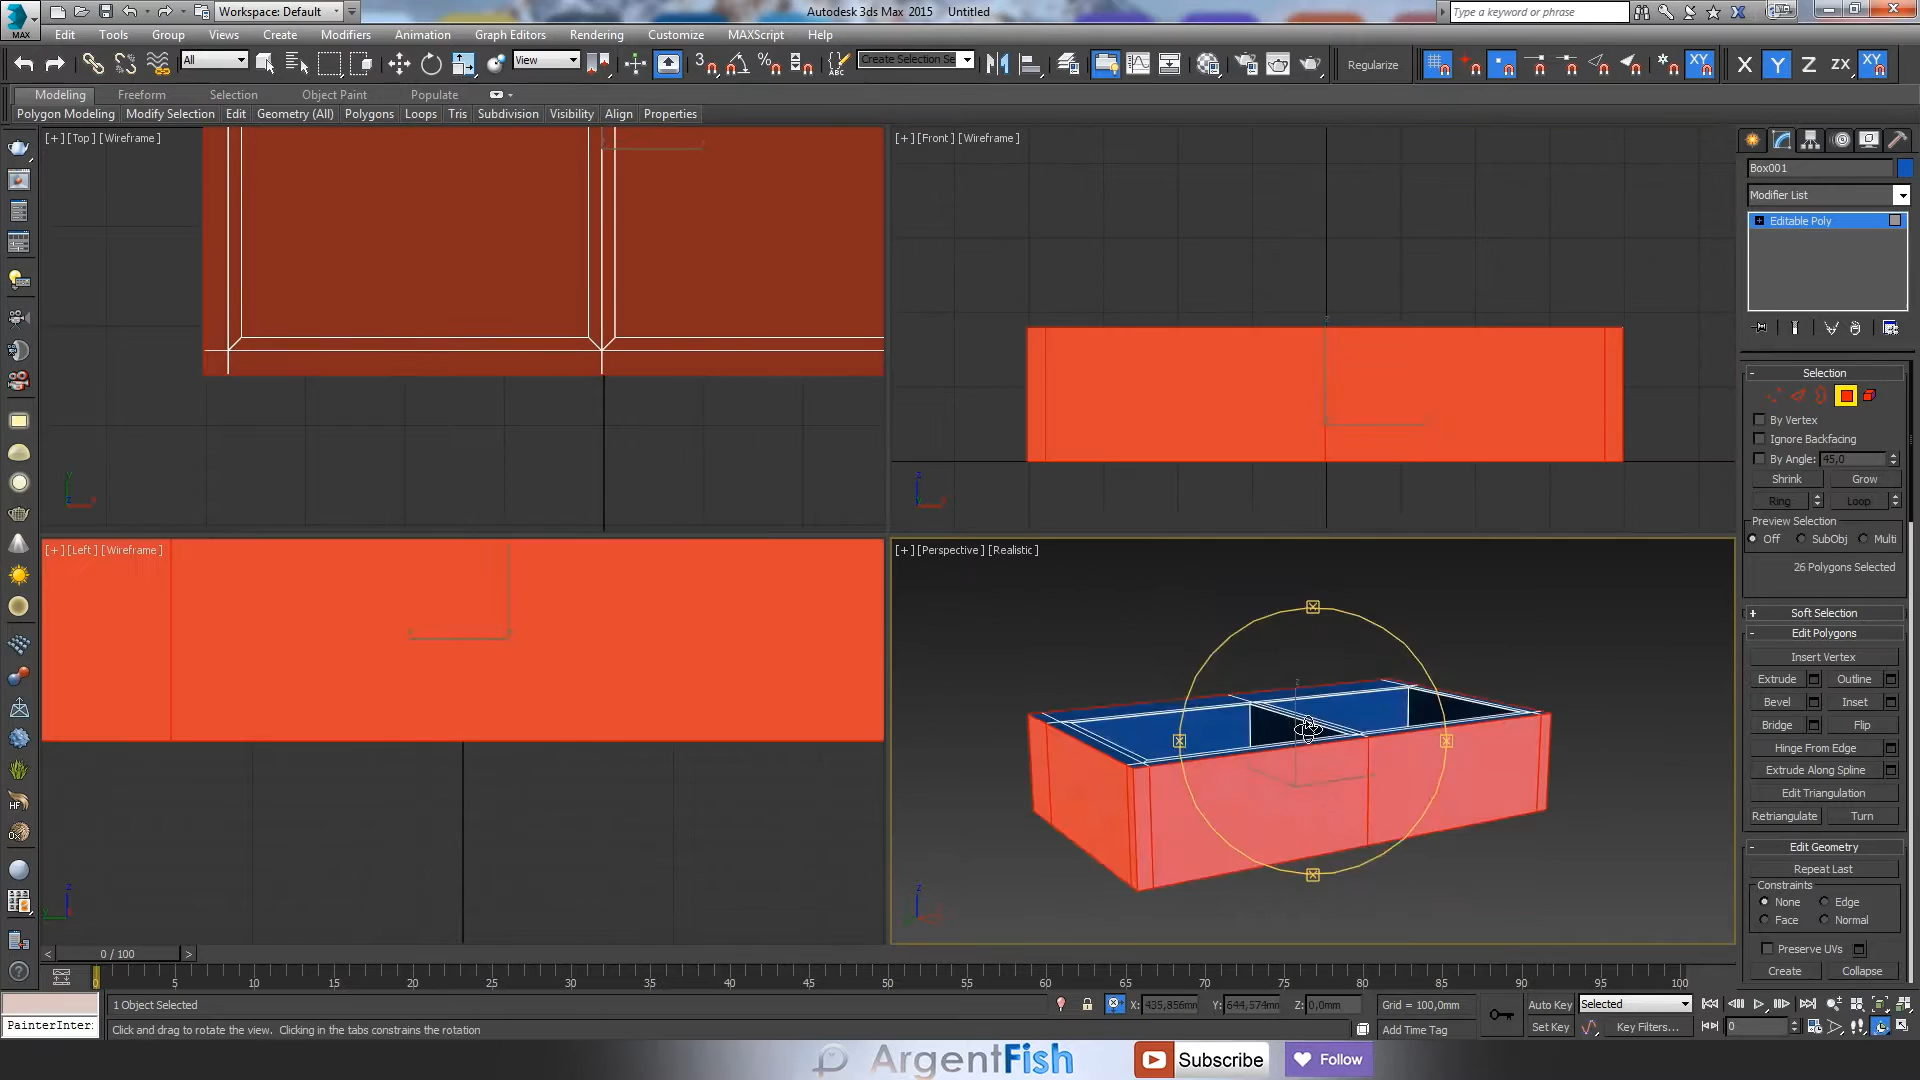 Workspace: Default
Autodesk 3ds Max 2015 Untitled
Type a keyword or phrase
MAX
Edit Tools Group Views Create Modifiers Animation Graph Editors Rendering Customize MAXScript Help
All
View
Create Selection Se
Regularize
X Y Z ZX XY
Modeling Freeform Selection Object Paint Populate
Polygon Modeling Modify Selection Edit Geometry (All) Polygons Loops Tris Subdivision Visibility Align Properties
[+] [Top] [Wireframe]
[+] [Front] [Wireframe]
[+] [Left] [Wireframe]
[+] [Perspective] [Realistic]
Box001
Modifier List
Editable Poly
Selection
By Vertex
Ignore Backfacing
By Angle: 45,0
Shrink Grow
Ring Loop
Preview Selection
Off SubObj Multi
26 Polygons Selected
Soft Selection
Edit Polygons
Insert Vertex
Extrude Outline
Bevel Inset
Bridge Flip
Hinge From Edge
Extrude Along Spline
Edit Triangulation
Retriangulate Turn
Edit Geometry
Repeat Last
Constraints
None Edge
Face Normal
Preserve UVs
Create Collapse
0 / 100
0 5 10 15 20 25 30 35 40 45 50 55 60 65 70 75 80 85 90 95 100
1 Object Selected
X: 435,856mm Y: 644,574mm Z: 0,0mm Grid = 100,0mm
Auto Key Selected
PainterInter:
Click and drag to rotate the view. Clicking in the tabs constrains the rotation
Add Time Tag
Set Key Key Filters... 0
ArgentFish
Subscribe
Follow